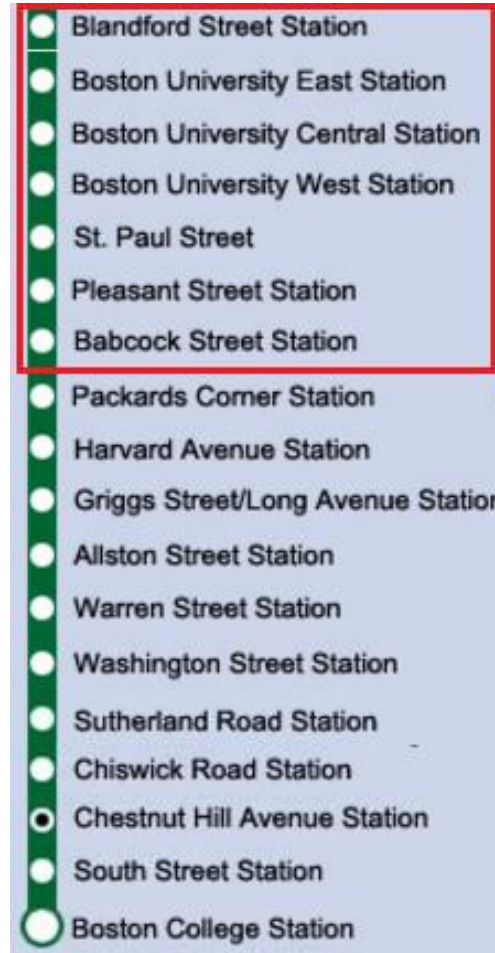 Blandford Street Station
Boston University East Station
Boston University Central Station
Boston University West Station
St. Paul Street
Pleasant Street Station
Babcock Street Station
Packards Corner Station
Harvard Avenue Station
Griggs Street/Long Avenue Station
Allston Street Station
Warren Street Station
Washington Street Station
Sutherland Road Station
Chiswick Road Station
Chestnut Hill Avenue Station
South Street Station
Boston College Station